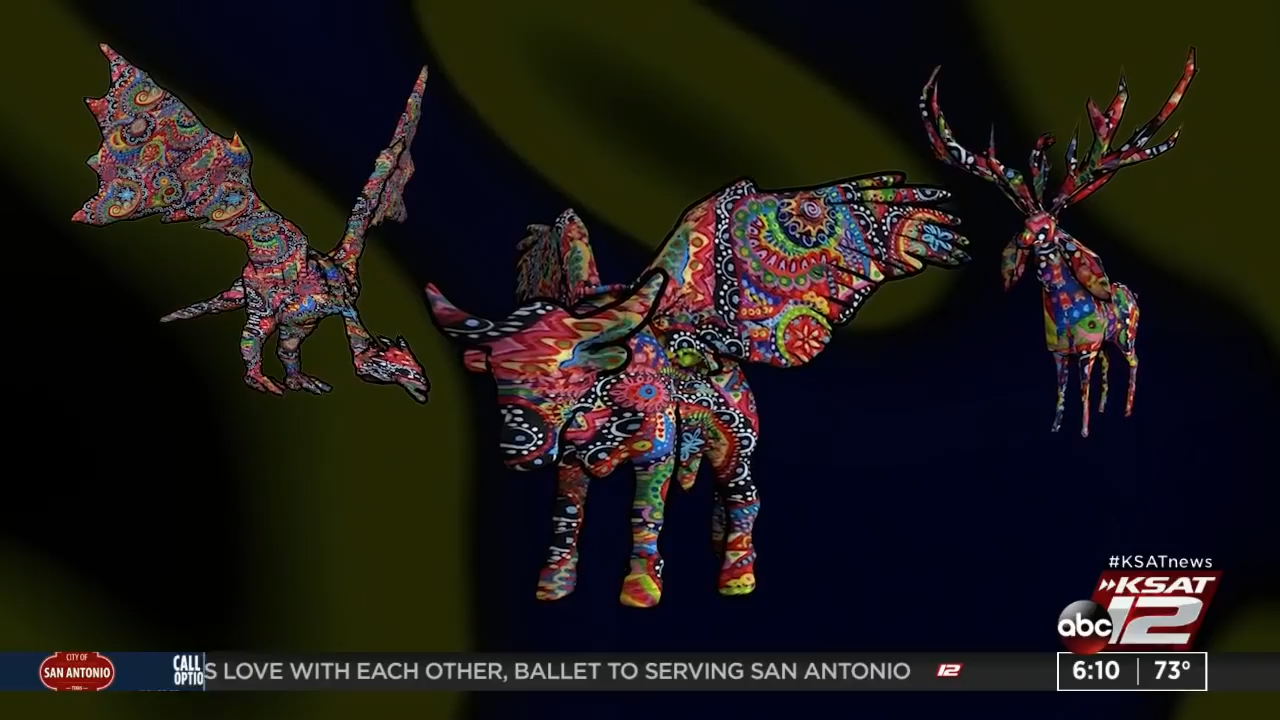 #KSATnews
KSAT
abc 12
CITY OF
SAN ANTONIO
TEXAS
CALL
OPTIO
S LOVE WITH EACH OTHER, BALLET TO SERVING SAN ANTONIO 12
6:10 73°